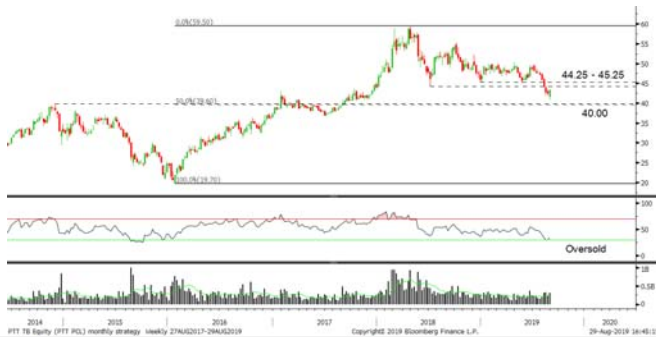 0.0%(59.50)
60
55
50
44.25 - 45.25
45
40
50.0%(39.60)
40.00
35
30
25
100.0%(19.70)
20
100
50
Oversold
0
1B
0.5B
0
2014 2015 2016 2017 2018 2019 2020
PTT TB Equity (PTT PCL) monthly strategy Weekly 27AUG2017-29AUG2019 Copyright© 2019 Bloomberg Finance L.P. 29-Aug-2019 16:45:1